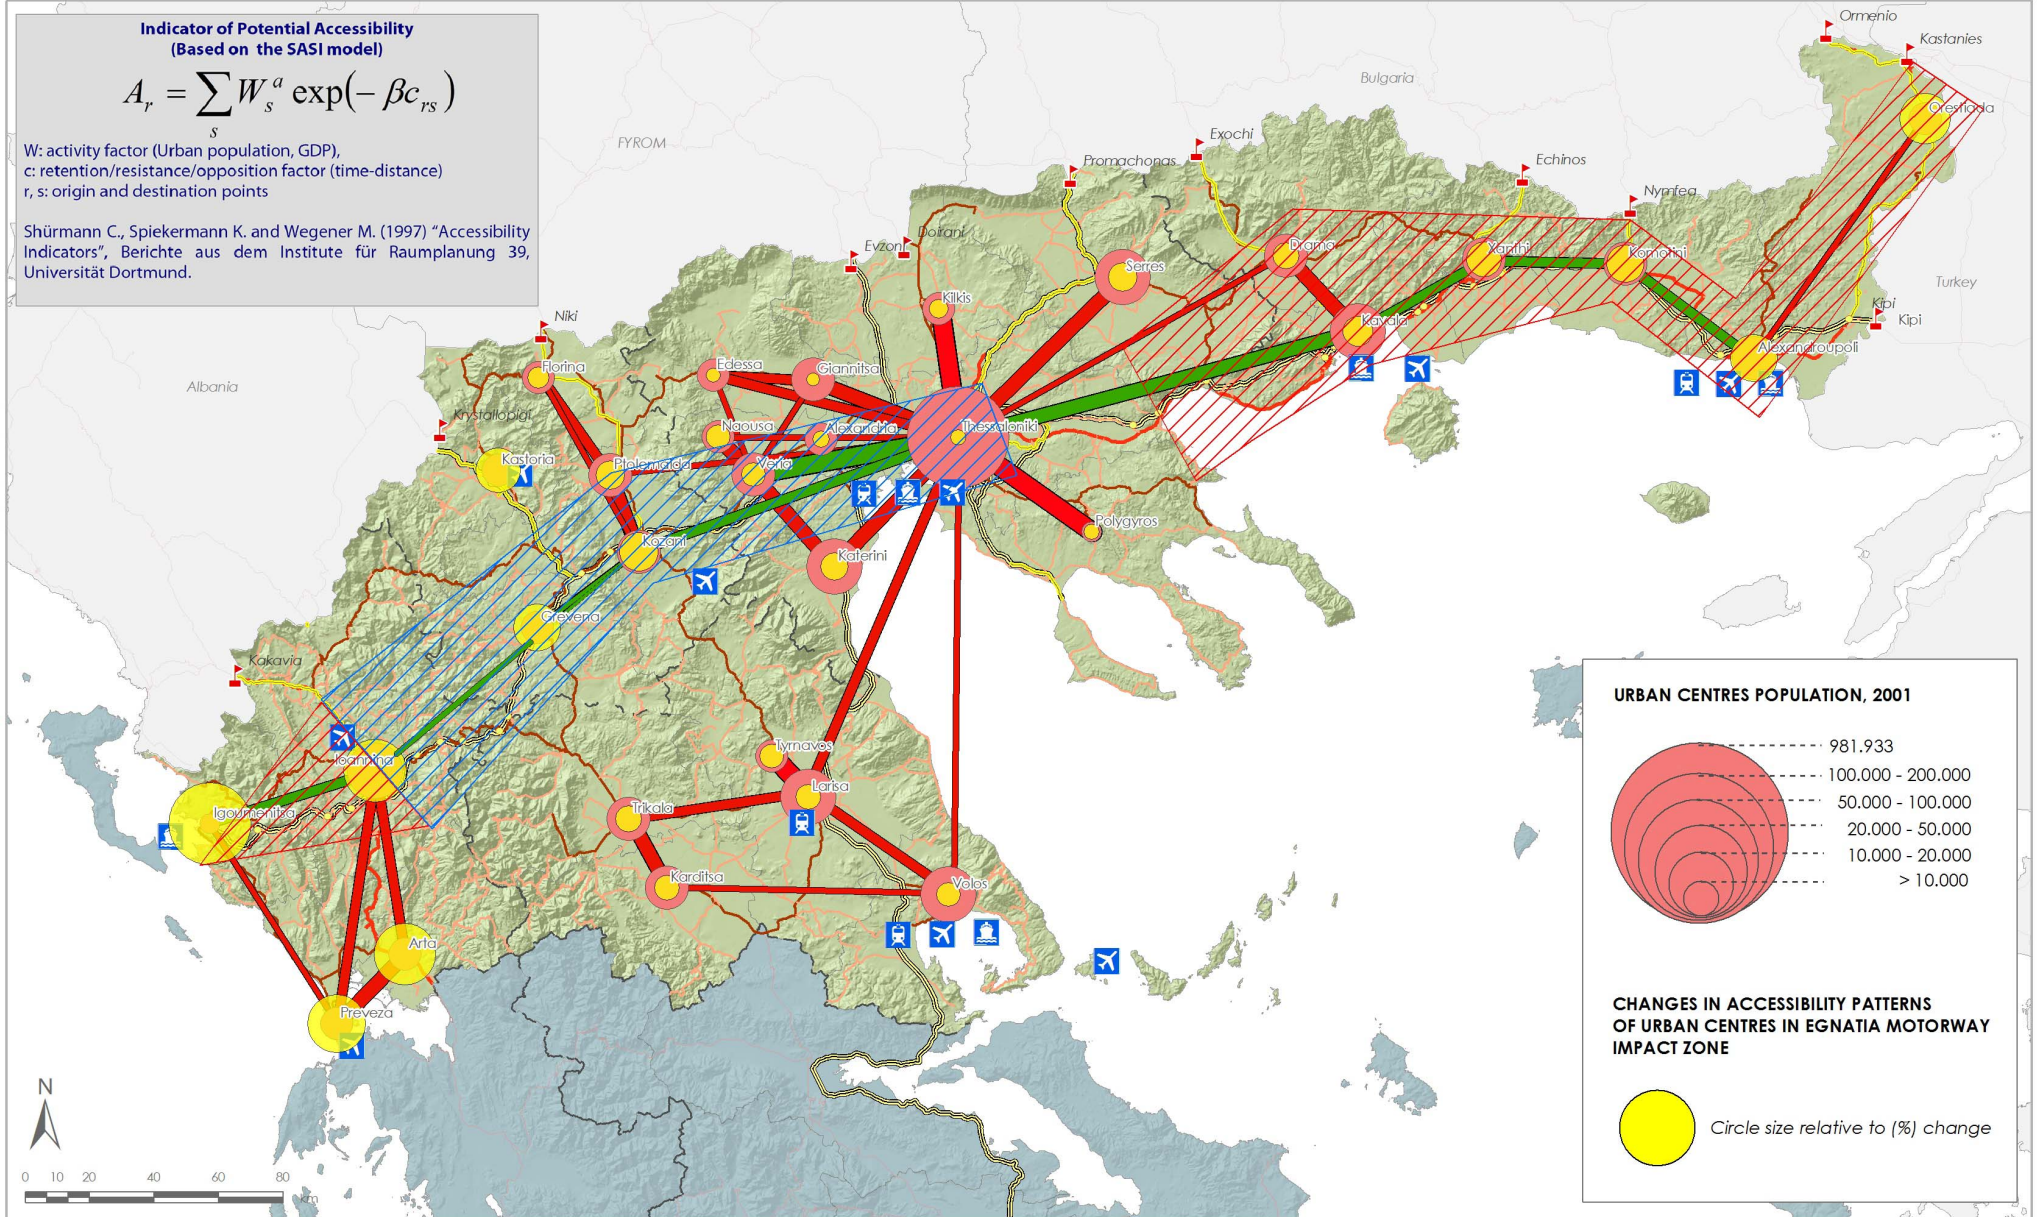 Indicator of Potential Accessibility
(Based on the SASI model)
A_r = ∑_s W_s^a exp(− βc_rs)
W: activity factor (Urban population, GDP),
c: retention/resistance/opposition factor (time-distance)
r, s: origin and destination points
Shürmann C., Spiekermann K. and Wegener M. (1997) “Accessibility
Indicators”, Berichte aus dem Institute für Raumplanung 39,
Universität Dortmund.
Ormenio
Kastanies
Bulgaria
Orestiada
Exochi
FYROM
Promachonas
Echinos
Nymfea
Doirani
Evzoni
Drama
Xanthi
Komotini
Serres
Turkey
Kilkis
Kipi
Kipi
Niki
Kavala
Alexandroupoli
Florina
Edessa
Giannitsa
Albania
Krystallopigi
Naousa
Alexandria
Thessaloniki
Kastoria
Ptolemaida
Veria
Polygyros
Kozani
Katerini
Grevena
Kakavia
Ioannina
Tyrnavos
Larisa
Igoumenitsa
Trikala
Karditsa
Volos
Arta
Preveza
N
0 10 20 40 60 80
km
URBAN CENTRES POPULATION, 2001
981.933
100.000 - 200.000
50.000 - 100.000
20.000 - 50.000
10.000 - 20.000
> 10.000
CHANGES IN ACCESSIBILITY PATTERNS
OF URBAN CENTRES IN EGNATIA MOTORWAY
IMPACT ZONE
Circle size relative to (%) change